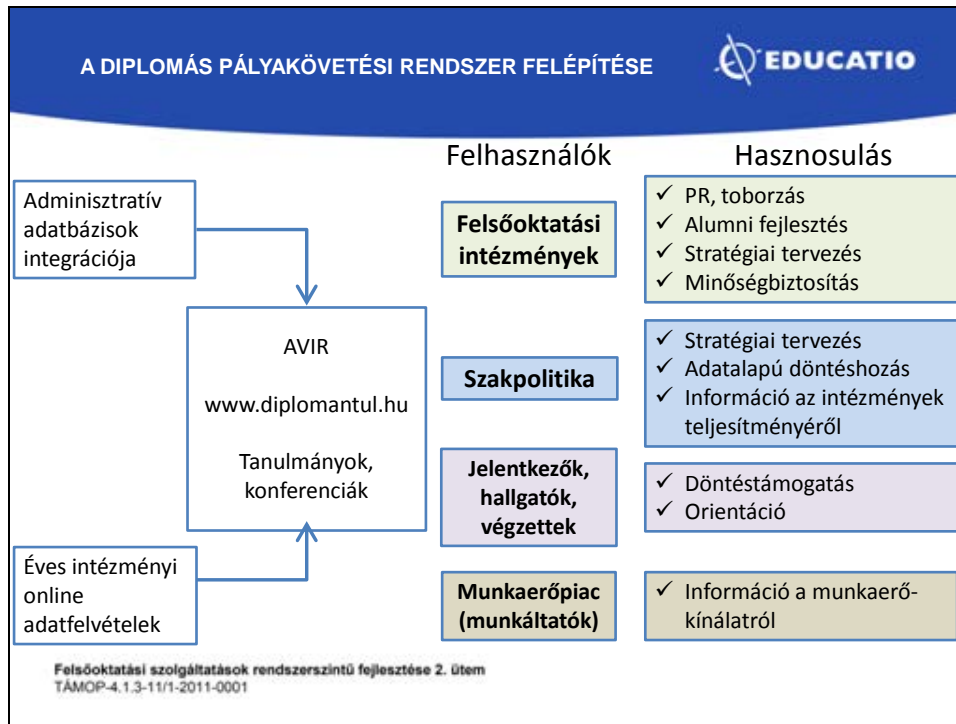 A DIPLOMÁS PÁLYAKÖVETÉSI RENDSZER FELÉPÍTÉSE
EDUCATIO
Felhasználók
Hasznosulás
Adminisztratív
adatbázisok
integrációja
AVIR
www.diplomantul.hu
Tanulmányok,
konferenciák
Éves intézményi
online
adatfelvételek
Felsőoktatási
intézmények
✓ PR, toborzás
✓ Alumni fejlesztés
✓ Stratégiai tervezés
✓ Minőségbiztosítás
Szakpolitika
✓ Stratégiai tervezés
✓ Adatalapú döntéshozás
✓ Információ az intézmények
teljesítményéről
Jelentkezők,
hallgatók,
végzettek
✓ Döntéstámogatás
✓ Orientáció
Munkaerőpiac
(munkáltatók)
✓ Információ a munkaerő-
kínálatról
Felsőoktatási szolgáltatások rendszerszintű fejlesztése 2. ütem
TÁMOP-4.1.3-11/1-2011-0001